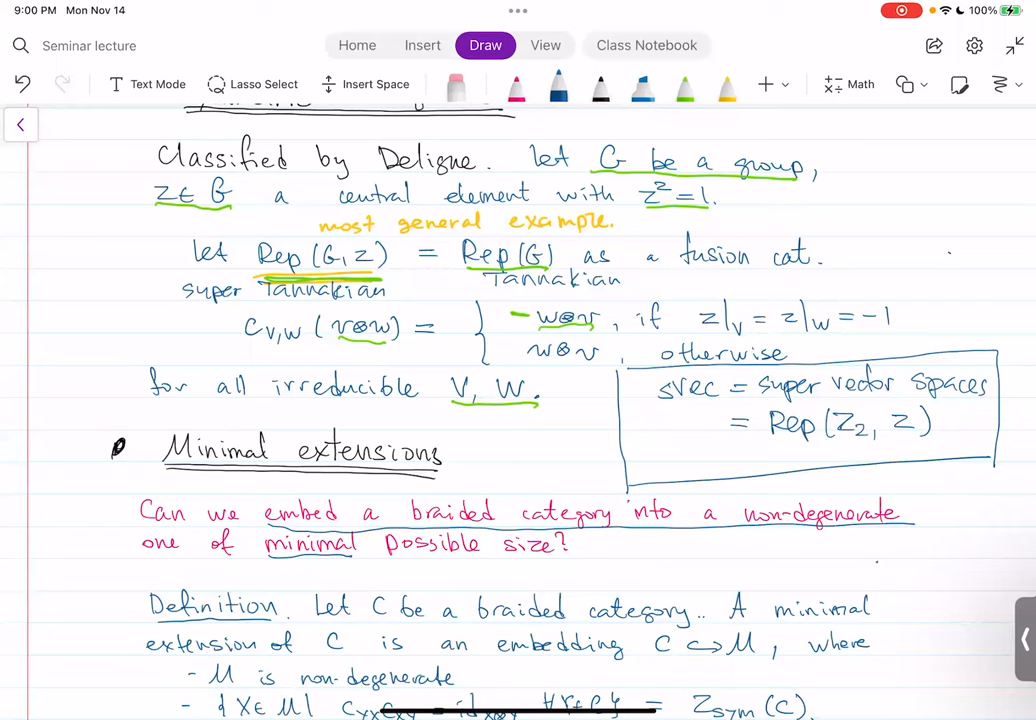 9:00 PM Mon Nov 14
100%
Seminar lecture
Home Insert Draw View Class Notebook
Text Mode Lasso Select Insert Space Math
Classified by Deligne. let G be a group,
z ∈ G a central element with z² = 1.
most general example.
let Rep(G, z) = Rep(G) as a fusion cat.
super Tannakian Tannakian
C_{V,W}(v⊗w) = { - w⊗v, if z|_V = z|_W = -1
w⊗v, otherwise
for all irreducible V, W.
sVec = super vector spaces
= Rep(Z₂, z)
Minimal extensions
Can we embed a braided category into a non-degenerate
one of minimal possible size?
Definition. Let C be a braided category.. A minimal
extension of C is an embedding C ↪ M, where
- M is non-degenerate
- { X ∈ M | = Z_sym(C).